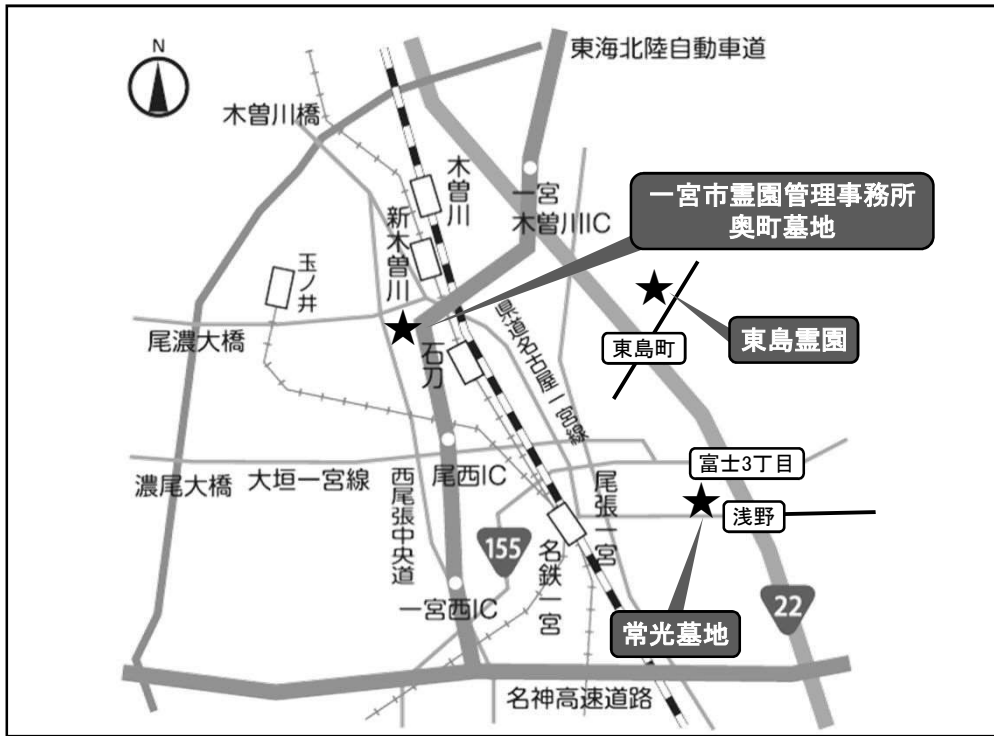 N
東海北陸自動車道
木曽川橋
木曽川
一宮
木曽川IC
一宮市霊園管理事務所
奥町墓地
新木曽川
玉ノ井
東島霊園
東島町
尾濃大橋
石刀
県道名古屋一宮線
富士3丁目
浅野
濃尾大橋
大垣一宮線
西尾張中央道
尾西IC
尾張一宮
名鉄一宮
155
22
一宮西IC
常光墓地
名神高速道路